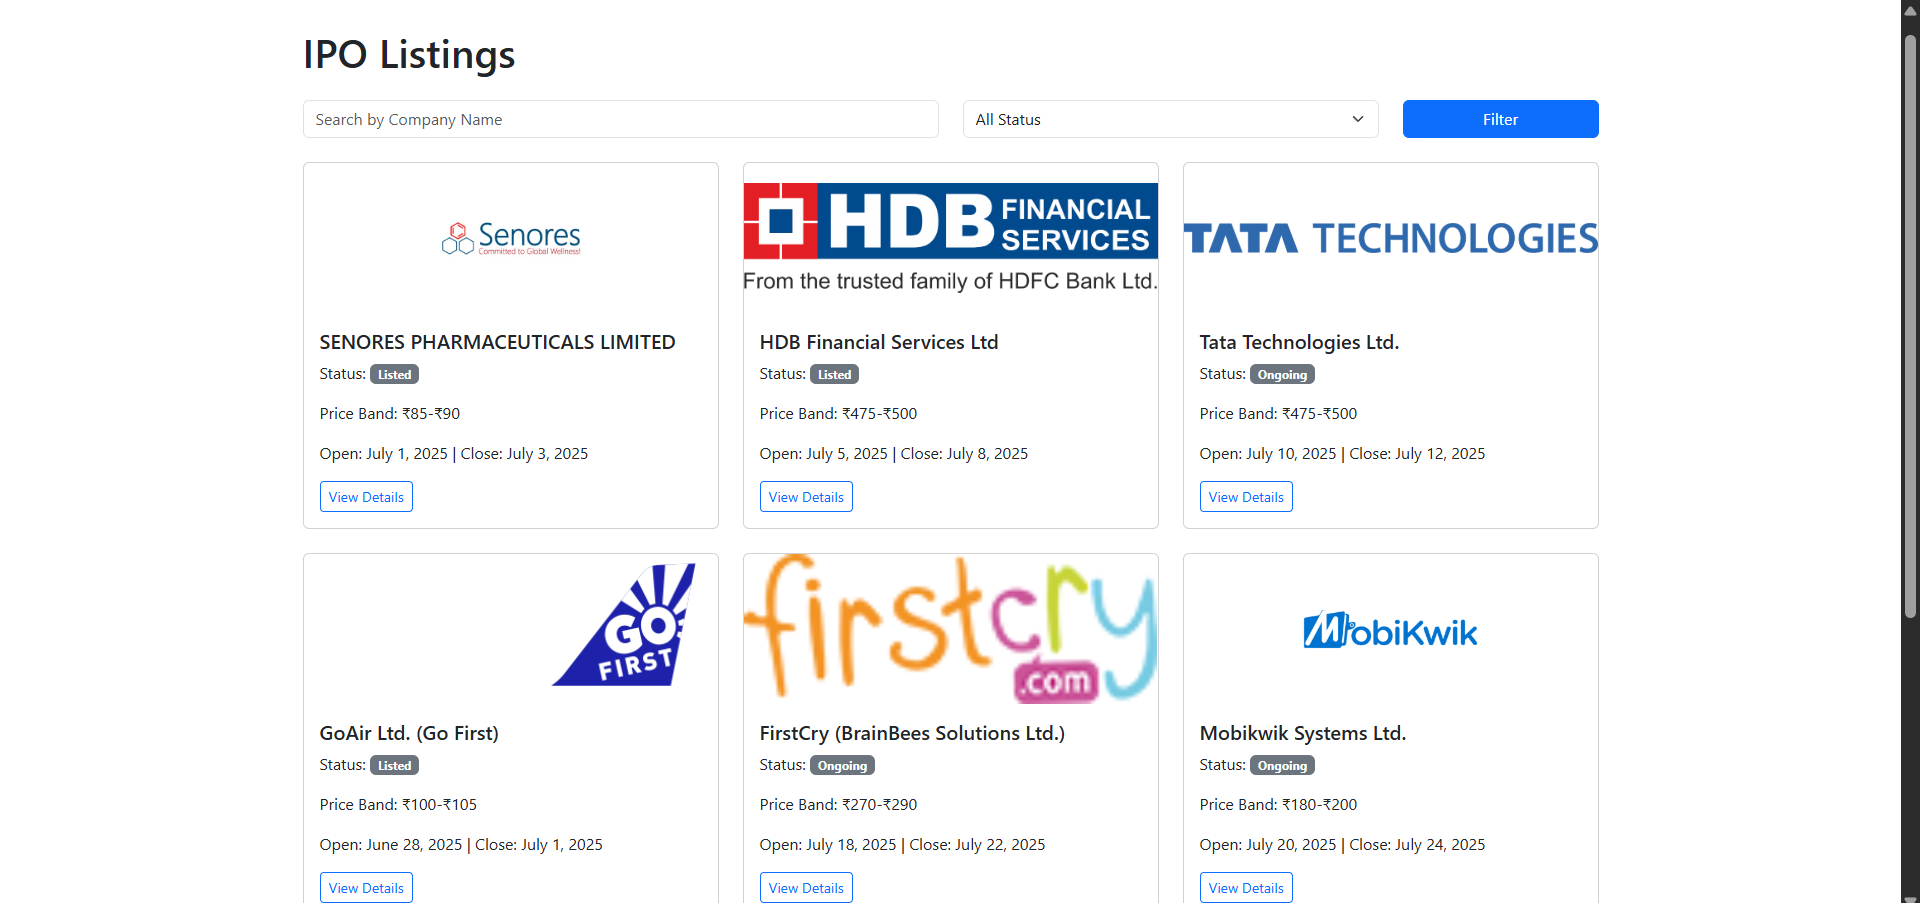 IPO Listings
Search by Company Name
All Status
Filter
Senores
Committed to Global Wellness!
SENORES PHARMACEUTICALS LIMITED
Status: Listed
Price Band: ₹85-₹90
Open: July 1, 2025 | Close: July 3, 2025
View Details
HDB FINANCIAL SERVICES
From the trusted family of HDFC Bank Ltd.
HDB Financial Services Ltd
Status: Listed
Price Band: ₹475-₹500
Open: July 5, 2025 | Close: July 8, 2025
View Details
TATA TECHNOLOGIES
Tata Technologies Ltd.
Status: Ongoing
Price Band: ₹475-₹500
Open: July 10, 2025 | Close: July 12, 2025
View Details
GO
FIRST
GoAir Ltd. (Go First)
Status: Listed
Price Band: ₹100-₹105
Open: June 28, 2025 | Close: July 1, 2025
View Details
firstcry
.com
FirstCry (BrainBees Solutions Ltd.)
Status: Ongoing
Price Band: ₹270-₹290
Open: July 18, 2025 | Close: July 22, 2025
View Details
MobiKwik
Mobikwik Systems Ltd.
Status: Ongoing
Price Band: ₹180-₹200
Open: July 20, 2025 | Close: July 24, 2025
View Details